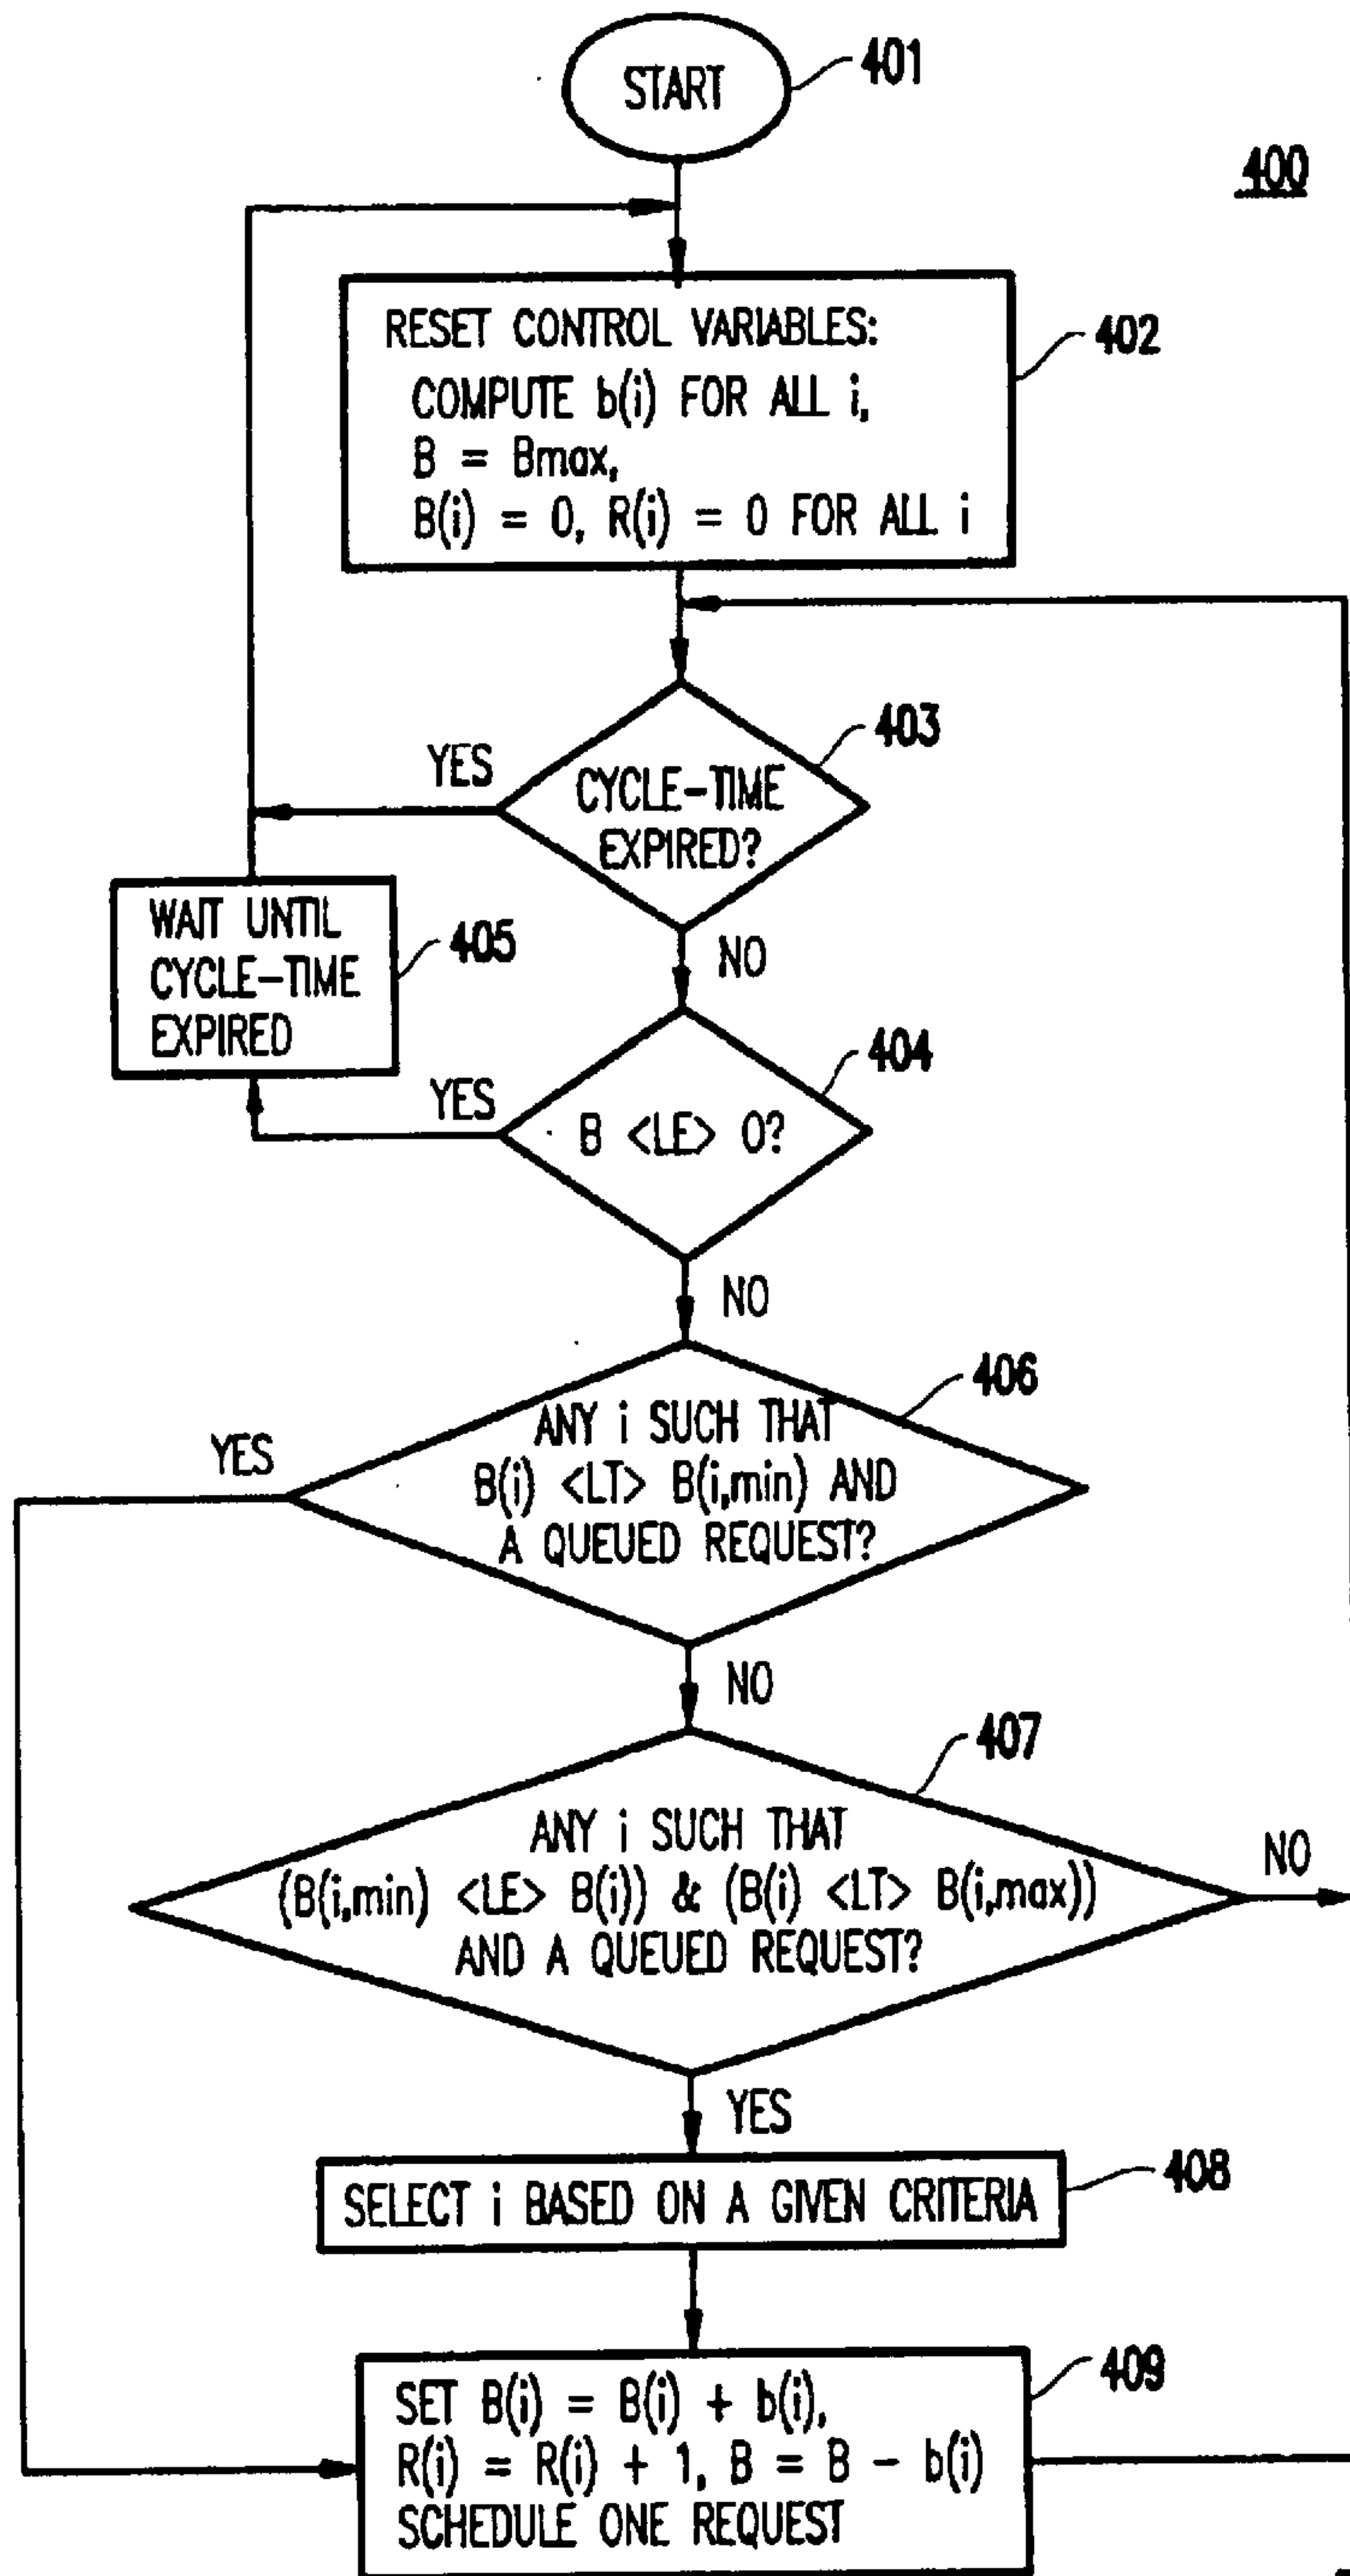 START
401
400
RESET CONTROL VARIABLES:
COMPUTE b(i) FOR ALL i,
B = Bmax,
B(i) = 0, R(i) = 0 FOR ALL i
402
403
YES
CYCLE-TIME
EXPIRED?
NO
WAIT UNTIL
CYCLE-TIME
EXPIRED
405
404
YES
B <LE> 0?
NO
406
YES
ANY i SUCH THAT
B(i) <LT> B(i,min) AND
A QUEUED REQUEST?
NO
407
ANY i SUCH THAT
(B(i,min) <LE> B(i)) & (B(i) <LT> B(i,max))
AND A QUEUED REQUEST?
NO
YES
408
SELECT i BASED ON A GIVEN CRITERIA
409
SET B(i) = B(i) + b(i),
R(i) = R(i) + 1, B = B - b(i)
SCHEDULE ONE REQUEST